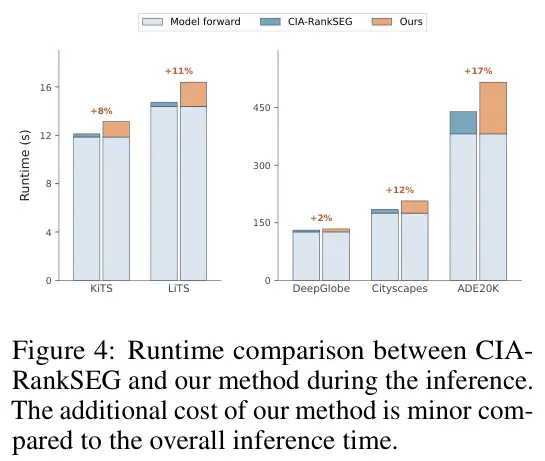 Model forward CIA-RankSEG Ours
Runtime (s)
16
12
8
4
0
+8%
+11%
KiTS LiTS
450
300
150
0
+2%
+12%
+17%
DeepGlobe Cityscapes ADE20K
Figure 4: Runtime comparison between CIA-
RankSEG and our method during the inference.
The additional cost of our method is minor com-
pared to the overall inference time.